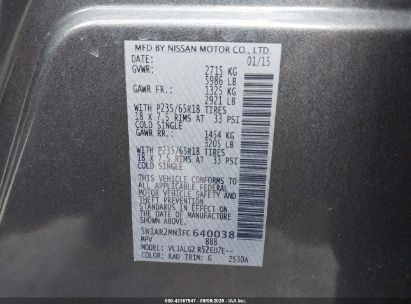 MFD BY NISSAN MOTOR CO., LTD.
DATE: 01/15
GVWR: 2715 KG
5986 LB
GAWR FR.: 1325 KG
2921 LB
WITH P235/65R18 TIRES
18 X 7.5 RIMS AT 33 PSI
COLD SINGLE
GAWR RR.: 1454 KG
3205 LB
WITH P235/65R18 TIRES
18 X 7.5 RIMS AT 33 PSI
COLD SINGLE
THIS VEHICLE CONFORMS TO
ALL APPLICABLE FEDERAL
MOTOR VEHICLE SAFETY
STANDARDS IN EFFECT ON
THE DATE OF MANUFACTURE
SHOWN ABOVE.
5N1AR2MN3FC640038
MPV 888
MODEL: VLJALGZ R52EU7E--
COLOR: KAD TRIM: G 2530A